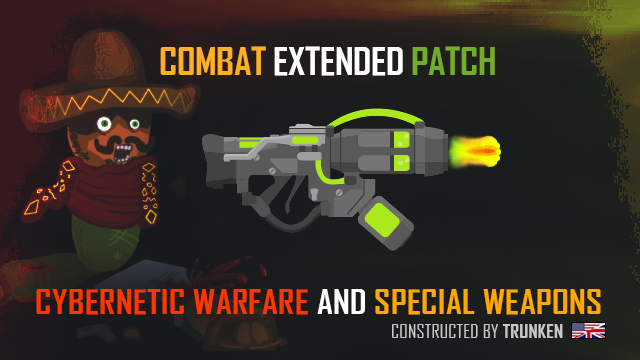 COMBAT EXTENDED PATCH
CYBERNETIC WARFARE AND SPECIAL WEAPONS
CONSTRUCTED BY TRUNKEN